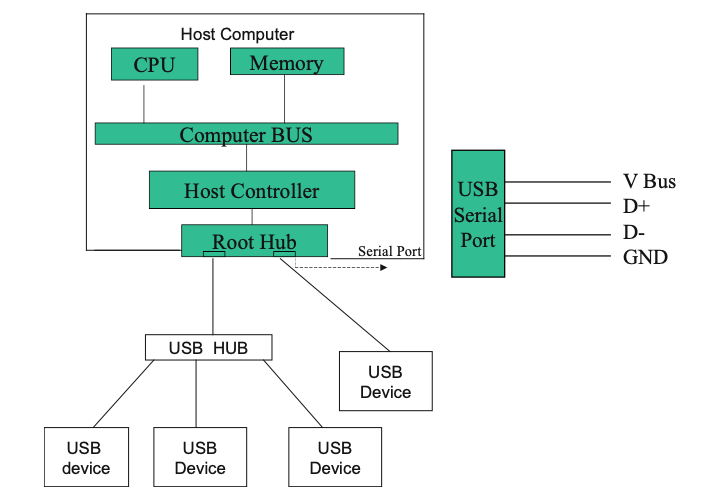 Host Computer
CPU
Memory
Computer BUS
Host Controller
Root Hub
Serial Port
USB
Serial
Port
V Bus
D+
D-
GND
USB HUB
USB
Device
USB
device
USB
Device
USB
Device